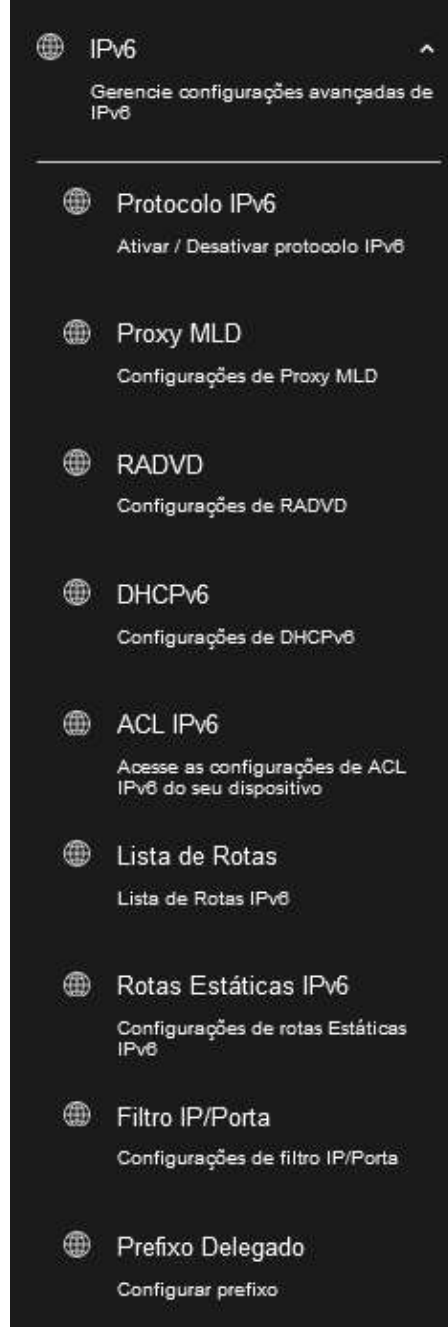 IPv6
Gerencie configurações avançadas de
IPv6
Protocolo IPv6
Ativar / Desativar protocolo IPv6
Proxy MLD
Configurações de Proxy MLD
RADVD
Configurações de RADVD
DHCPv6
Configurações de DHCPv6
ACL IPv6
Acesse as configurações de ACL
IPv6 do seu dispositivo
Lista de Rotas
Lista de Rotas IPv6
Rotas Estáticas IPv6
Configurações de rotas Estáticas
IPv6
Filtro IP/Porta
Configurações de filtro IP/Porta
Prefixo Delegado
Configurar prefixo